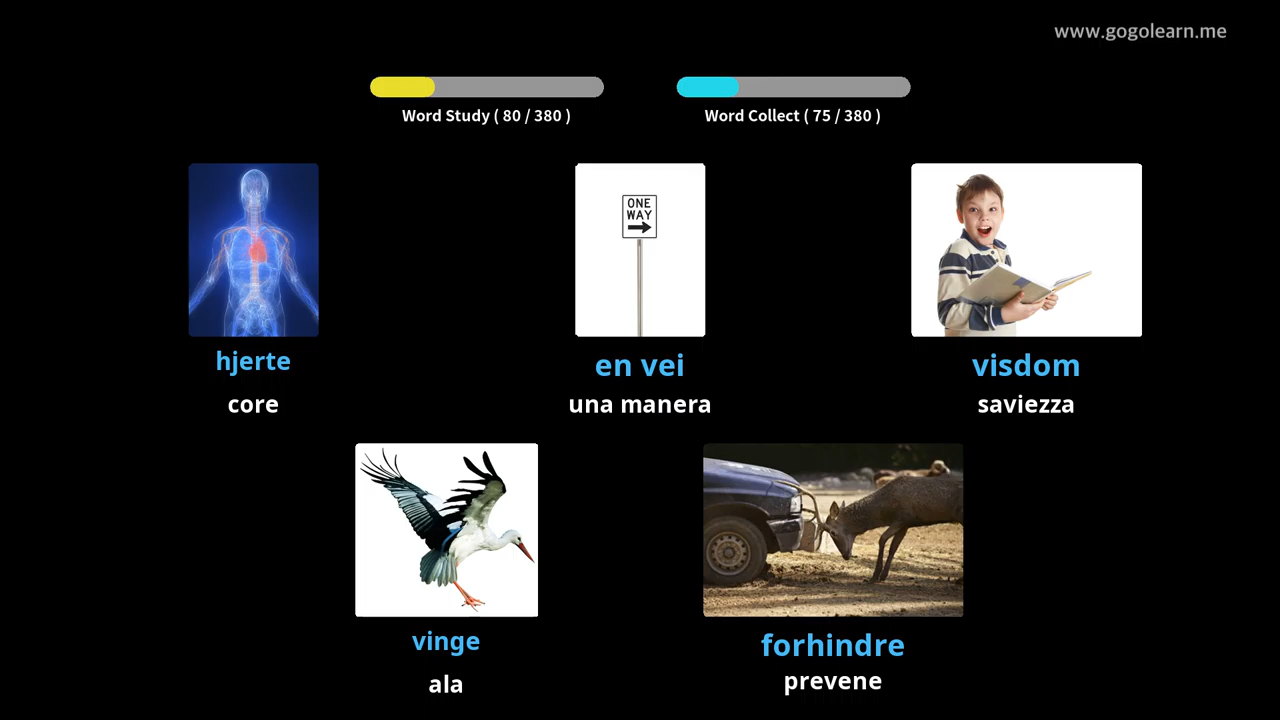 www.gogolearn.me
Word Study ( 80 / 380 )
Word Collect ( 75 / 380 )
ONE
WAY
hjerte
core
en vei
una manera
visdom
saviezza
vinge
ala
forhindre
prevene